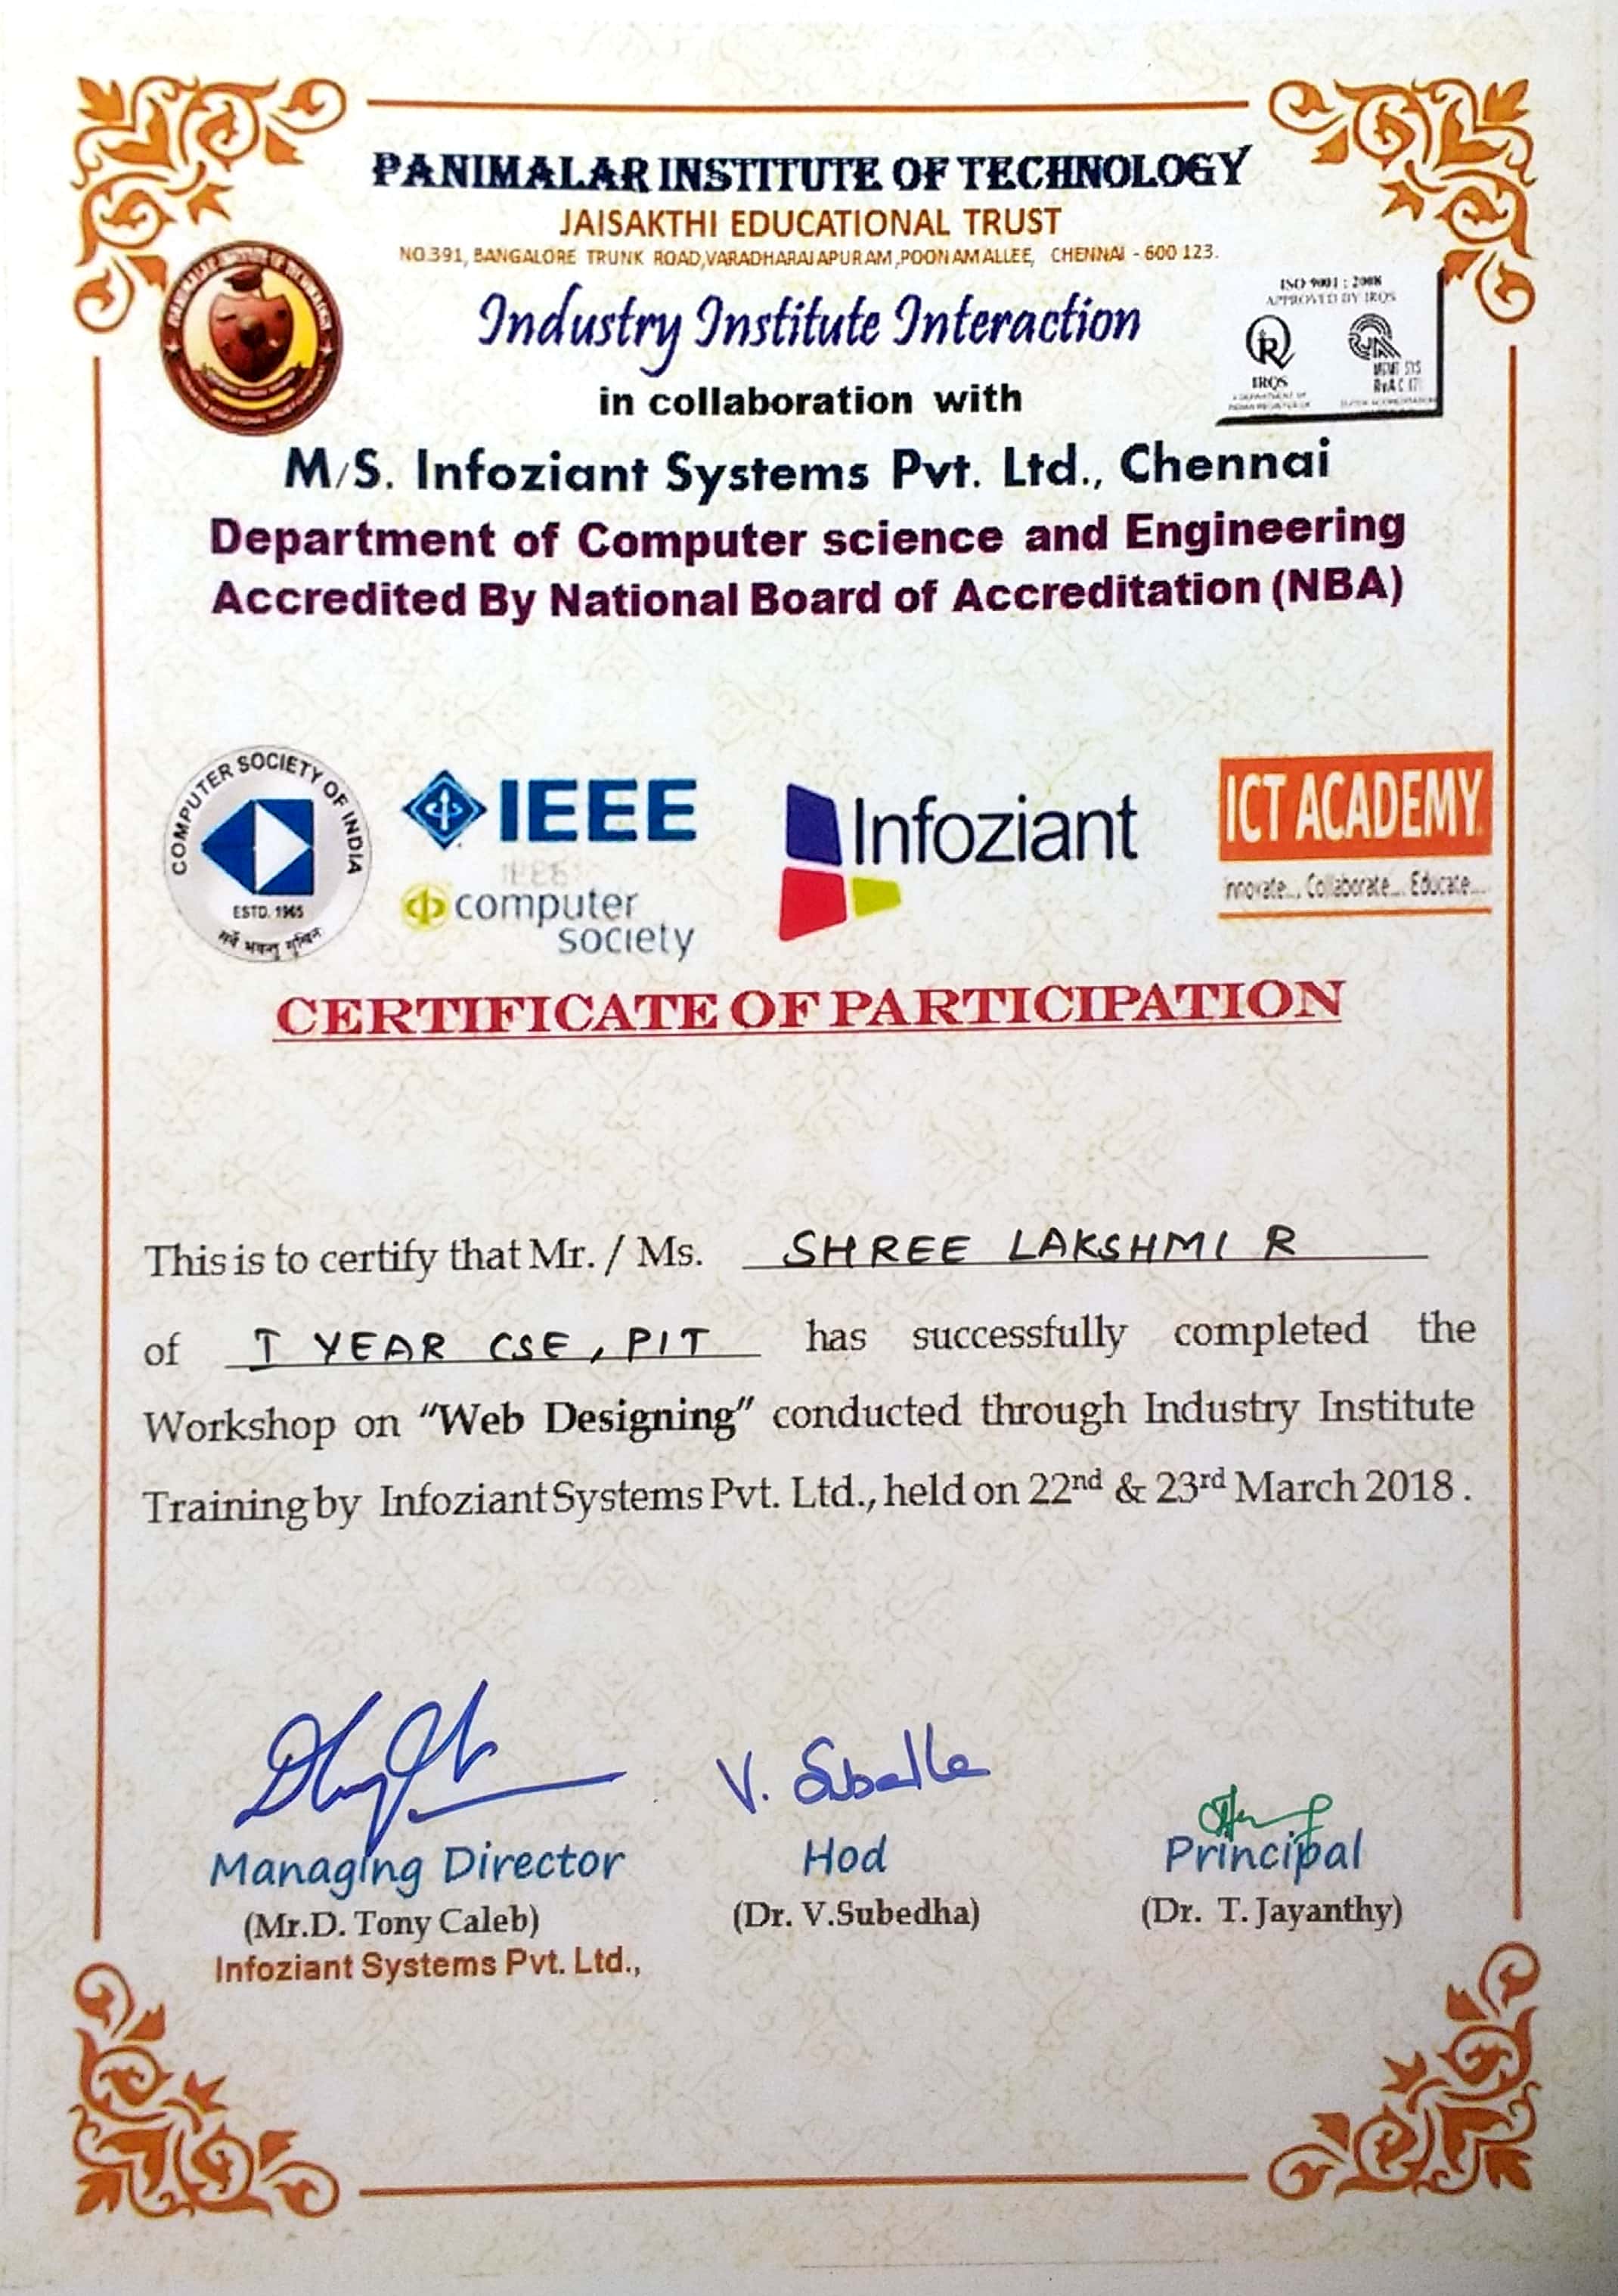 PANIMALAR INSTITUTE OF TECHNOLOGY
JAISAKTHI EDUCATIONAL TRUST
NO.391, BANGALORE TRUNK ROAD,VARADHARAJAPURAM,POONAMALLEE, CHENNAI - 600 123.
Industry Institute Interaction
ISO 9001 : 2008
APPROVED BY IRQS
IRQS
MGMT SYS
RvA C 17
in collaboration with
M/S. Infoziant Systems Pvt. Ltd., Chennai
Department of Computer science and Engineering
Accredited By National Board of Accreditation (NBA)
COMPUTER SOCIETY OF INDIA
ESTD. 1965
IEEE
IEEE
computer
society
Infoziant
ICT ACADEMY
innovate... Collaborate... Educate....
CERTIFICATE OF PARTICIPATION
This is to certify that Mr. / Ms. SHREE LAKSHMI R
of I YEAR CSE, PIT has successfully completed the
Workshop on “Web Designing” conducted through Industry Institute
Training by Infoziant Systems Pvt. Ltd., held on 22nd & 23rd March 2018 .
V. Subedha
Managing Director
Hod
Principal
(Mr.D. Tony Caleb)
(Dr. V.Subedha)
(Dr. T. Jayanthy)
Infoziant Systems Pvt. Ltd.,